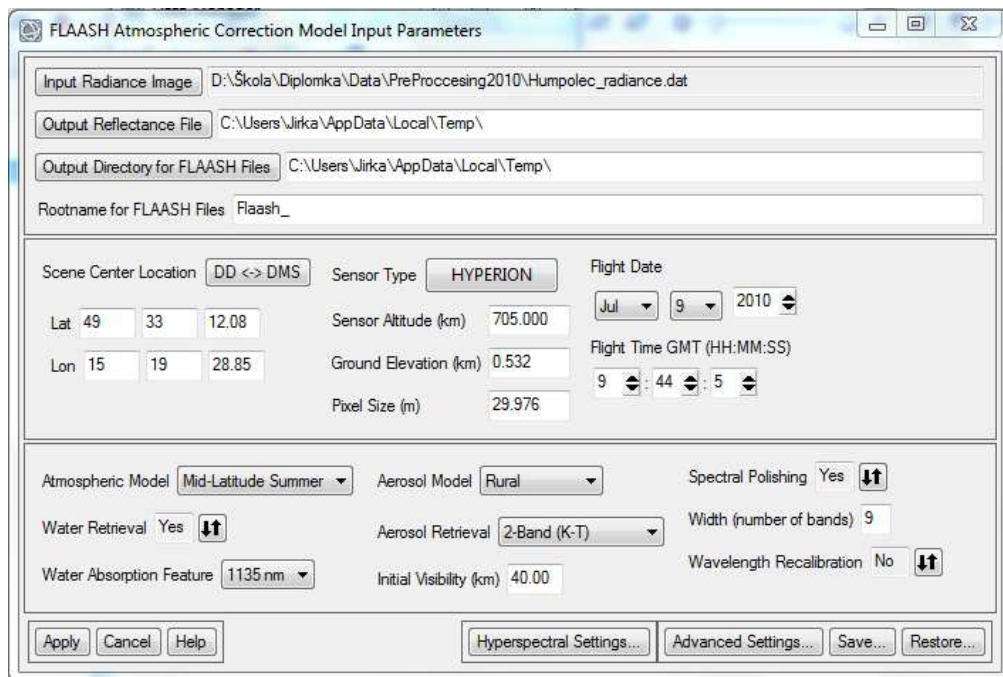 FLAASH Atmospheric Correction Model Input Parameters
Input Radiance Image D:\Škola\Diplomka\Data\PreProccesing2010\Humpolec_radiance.dat
Output Reflectance File C:\Users\Jirka\AppData\Local\Temp\
Output Directory for FLAASH Files C:\Users\Jirka\AppData\Local\Temp\
Rootname for FLAASH Files Flaash_
Scene Center Location DD <-> DMS
Lat 49 33 12.08
Lon 15 19 28.85
Sensor Type HYPERION
Sensor Altitude (km) 705.000
Ground Elevation (km) 0.532
Pixel Size (m) 29.976
Flight Date
Jul 9 2010
Flight Time GMT (HH:MM:SS)
9 : 44 : 5
Atmospheric Model Mid-Latitude Summer
Water Retrieval Yes
Water Absorption Feature 1135 nm
Aerosol Model Rural
Aerosol Retrieval 2-Band (K-T)
Initial Visibility (km) 40.00
Spectral Polishing Yes
Width (number of bands) 9
Wavelength Recalibration No
Apply Cancel Help Hyperspectral Settings... Advanced Settings... Save... Restore...